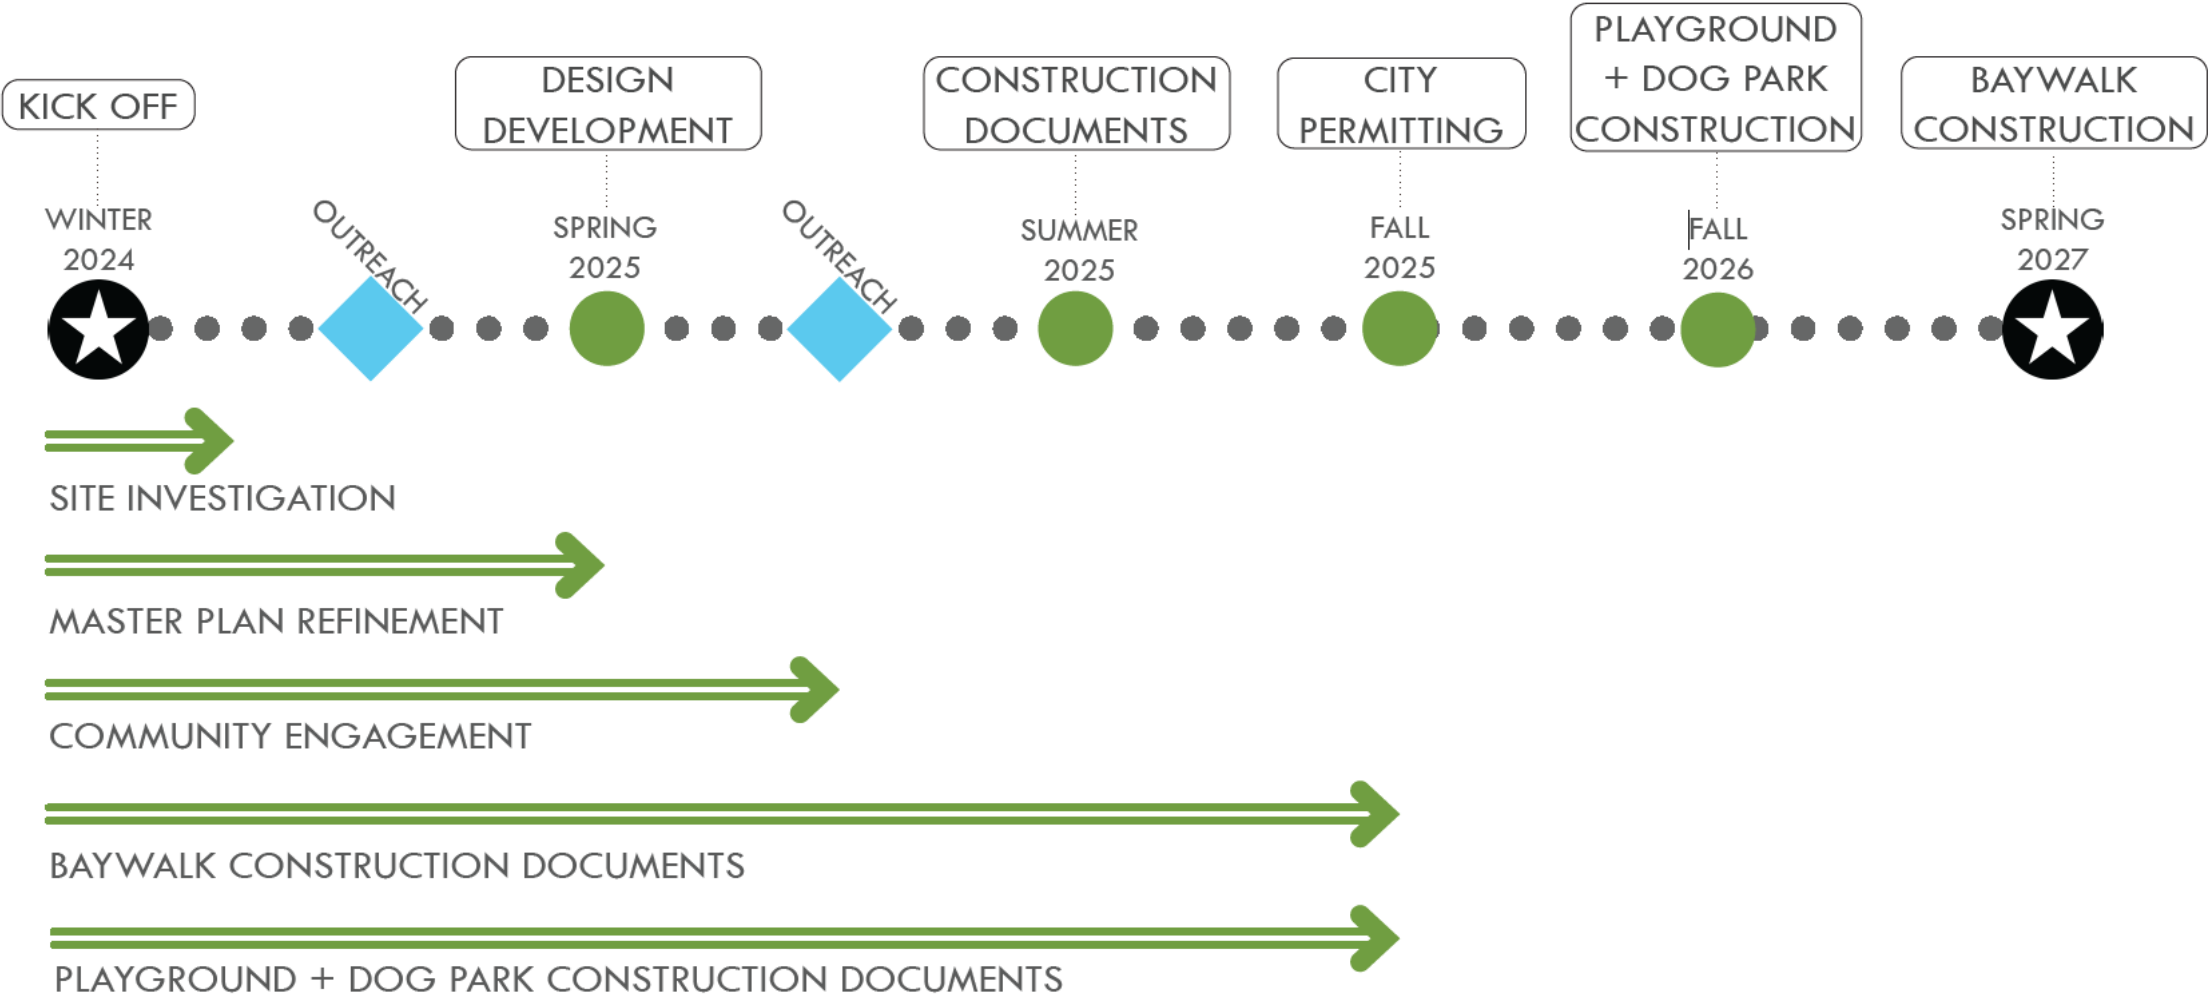 KICK OFF
DESIGN
DEVELOPMENT
CONSTRUCTION
DOCUMENTS
CITY
PERMITTING
PLAYGROUND
+ DOG PARK
CONSTRUCTION
BAYWALK
CONSTRUCTION
WINTER
2024
OUTREACH
SPRING
2025
OUTREACH
SUMMER
2025
FALL
2025
FALL
2026
SPRING
2027
SITE INVESTIGATION
MASTER PLAN REFINEMENT
COMMUNITY ENGAGEMENT
BAYWALK CONSTRUCTION DOCUMENTS
PLAYGROUND + DOG PARK CONSTRUCTION DOCUMENTS